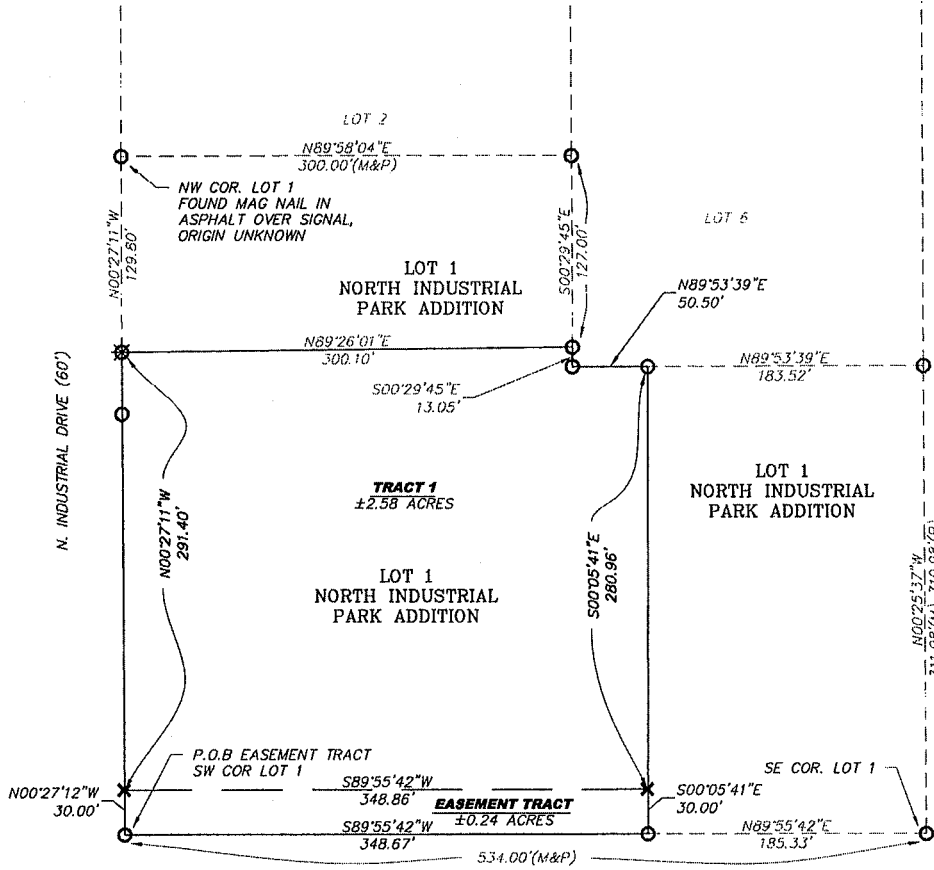 LOT 2
N89°58'04"E
300.00'(M&P)
NW COR. LOT 1
FOUND MAG NAIL IN
ASPHALT OVER SIGNAL,
ORIGIN UNKNOWN
N00°27'11"W
129.80'
S00°29'45"E
127.00'
LOT 6
LOT 1
NORTH INDUSTRIAL
PARK ADDITION
N89°53'39"E
50.50'
N89°26'01"E
300.10'
S00°29'45"E
13.05'
N89°53'39"E
183.52'
N. INDUSTRIAL DRIVE (60')
N00°27'11"W
291.40'
TRACT 1
±2.58 ACRES
LOT 1
NORTH INDUSTRIAL
PARK ADDITION
S00°05'41"E
280.96'
LOT 1
NORTH INDUSTRIAL
PARK ADDITION
N00°25'37"W
P.O.B EASEMENT TRACT
SW COR LOT 1
SE COR. LOT 1
N00°27'12"W
30.00'
S89°55'42"W
348.86'
EASEMENT TRACT
±0.24 ACRES
S00°05'41"E
30.00'
S89°55'42"W
348.67'
N89°55'42"E
185.33'
534.00'(M&P)